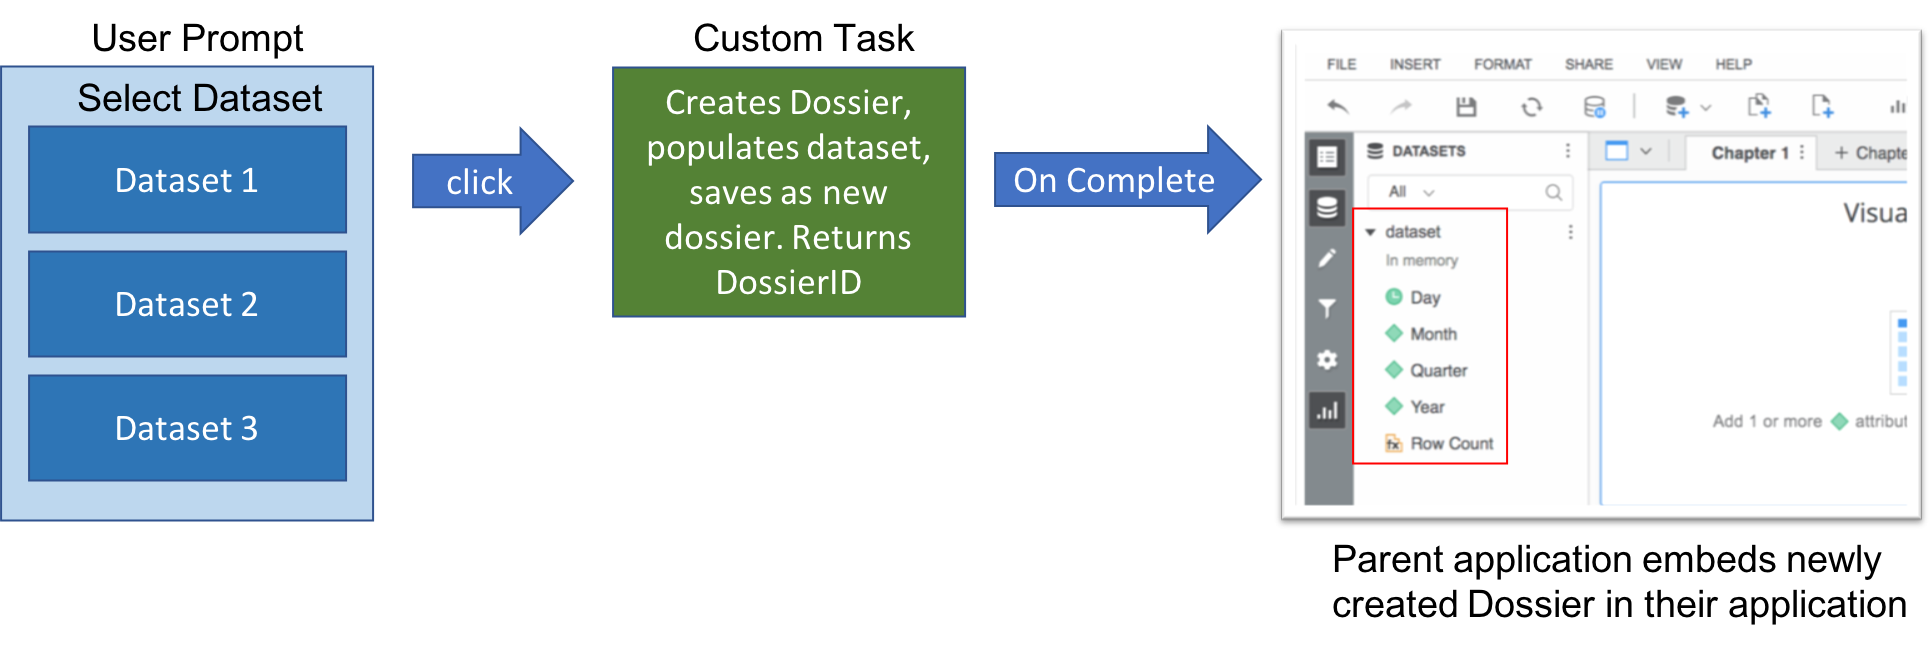 User Prompt
Select Dataset
Dataset 1
Dataset 2
Dataset 3
click
Custom Task
Creates Dossier,
populates dataset,
saves as new
dossier. Returns
DossierID
On Complete
FILE INSERT FORMAT SHARE VIEW HELP
DATASETS
All
dataset
In memory
Day
Month
Quarter
Year
fx Row Count
Chapter 1 + Chapte
Visua
Add 1 or more attribut
Parent application embeds newly
created Dossier in their application